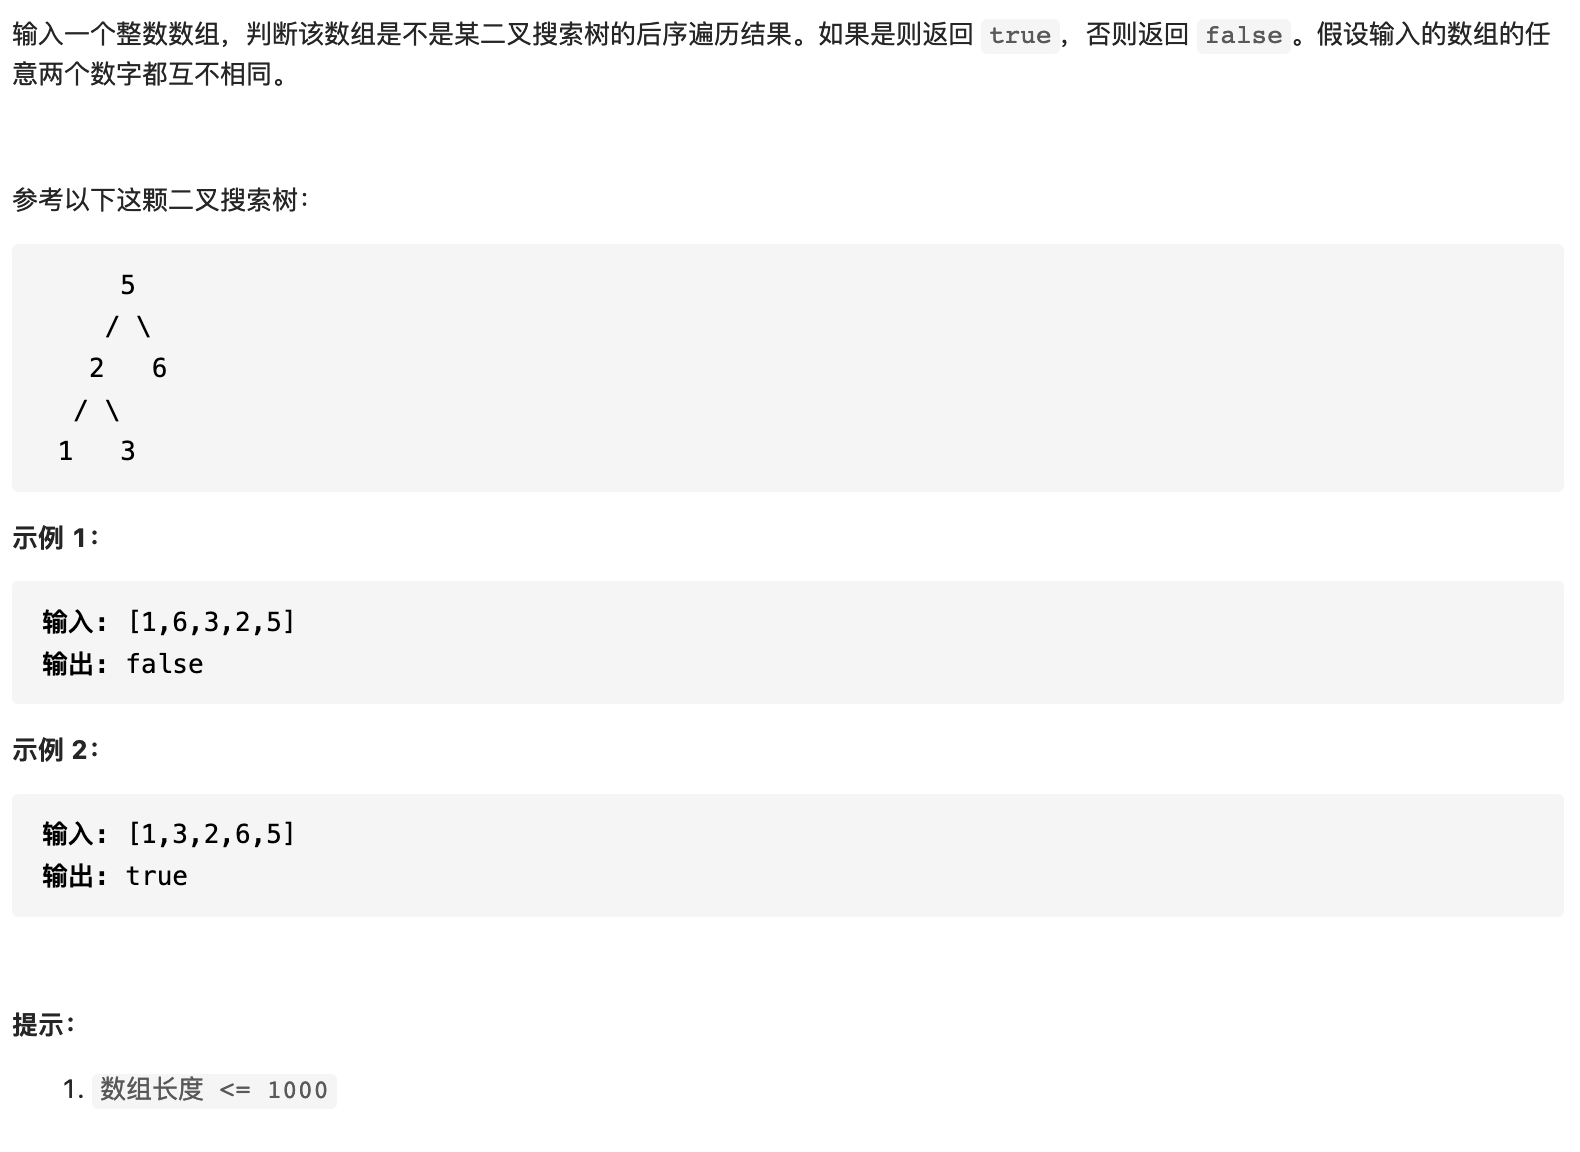 输入一个整数数组，判断该数组是不是某二叉搜索树的后序遍历结果。如果是则返回 true，否则返回 false。假设输入的数组的任
意两个数字都互不相同。
参考以下这颗二叉搜索树：
5
/ \
2   6
/ \
1   3
示例 1：
输入: [1,6,3,2,5]
输出: false
示例 2：
输入: [1,3,2,6,5]
输出: true
提示：
1. 数组长度 <= 1000